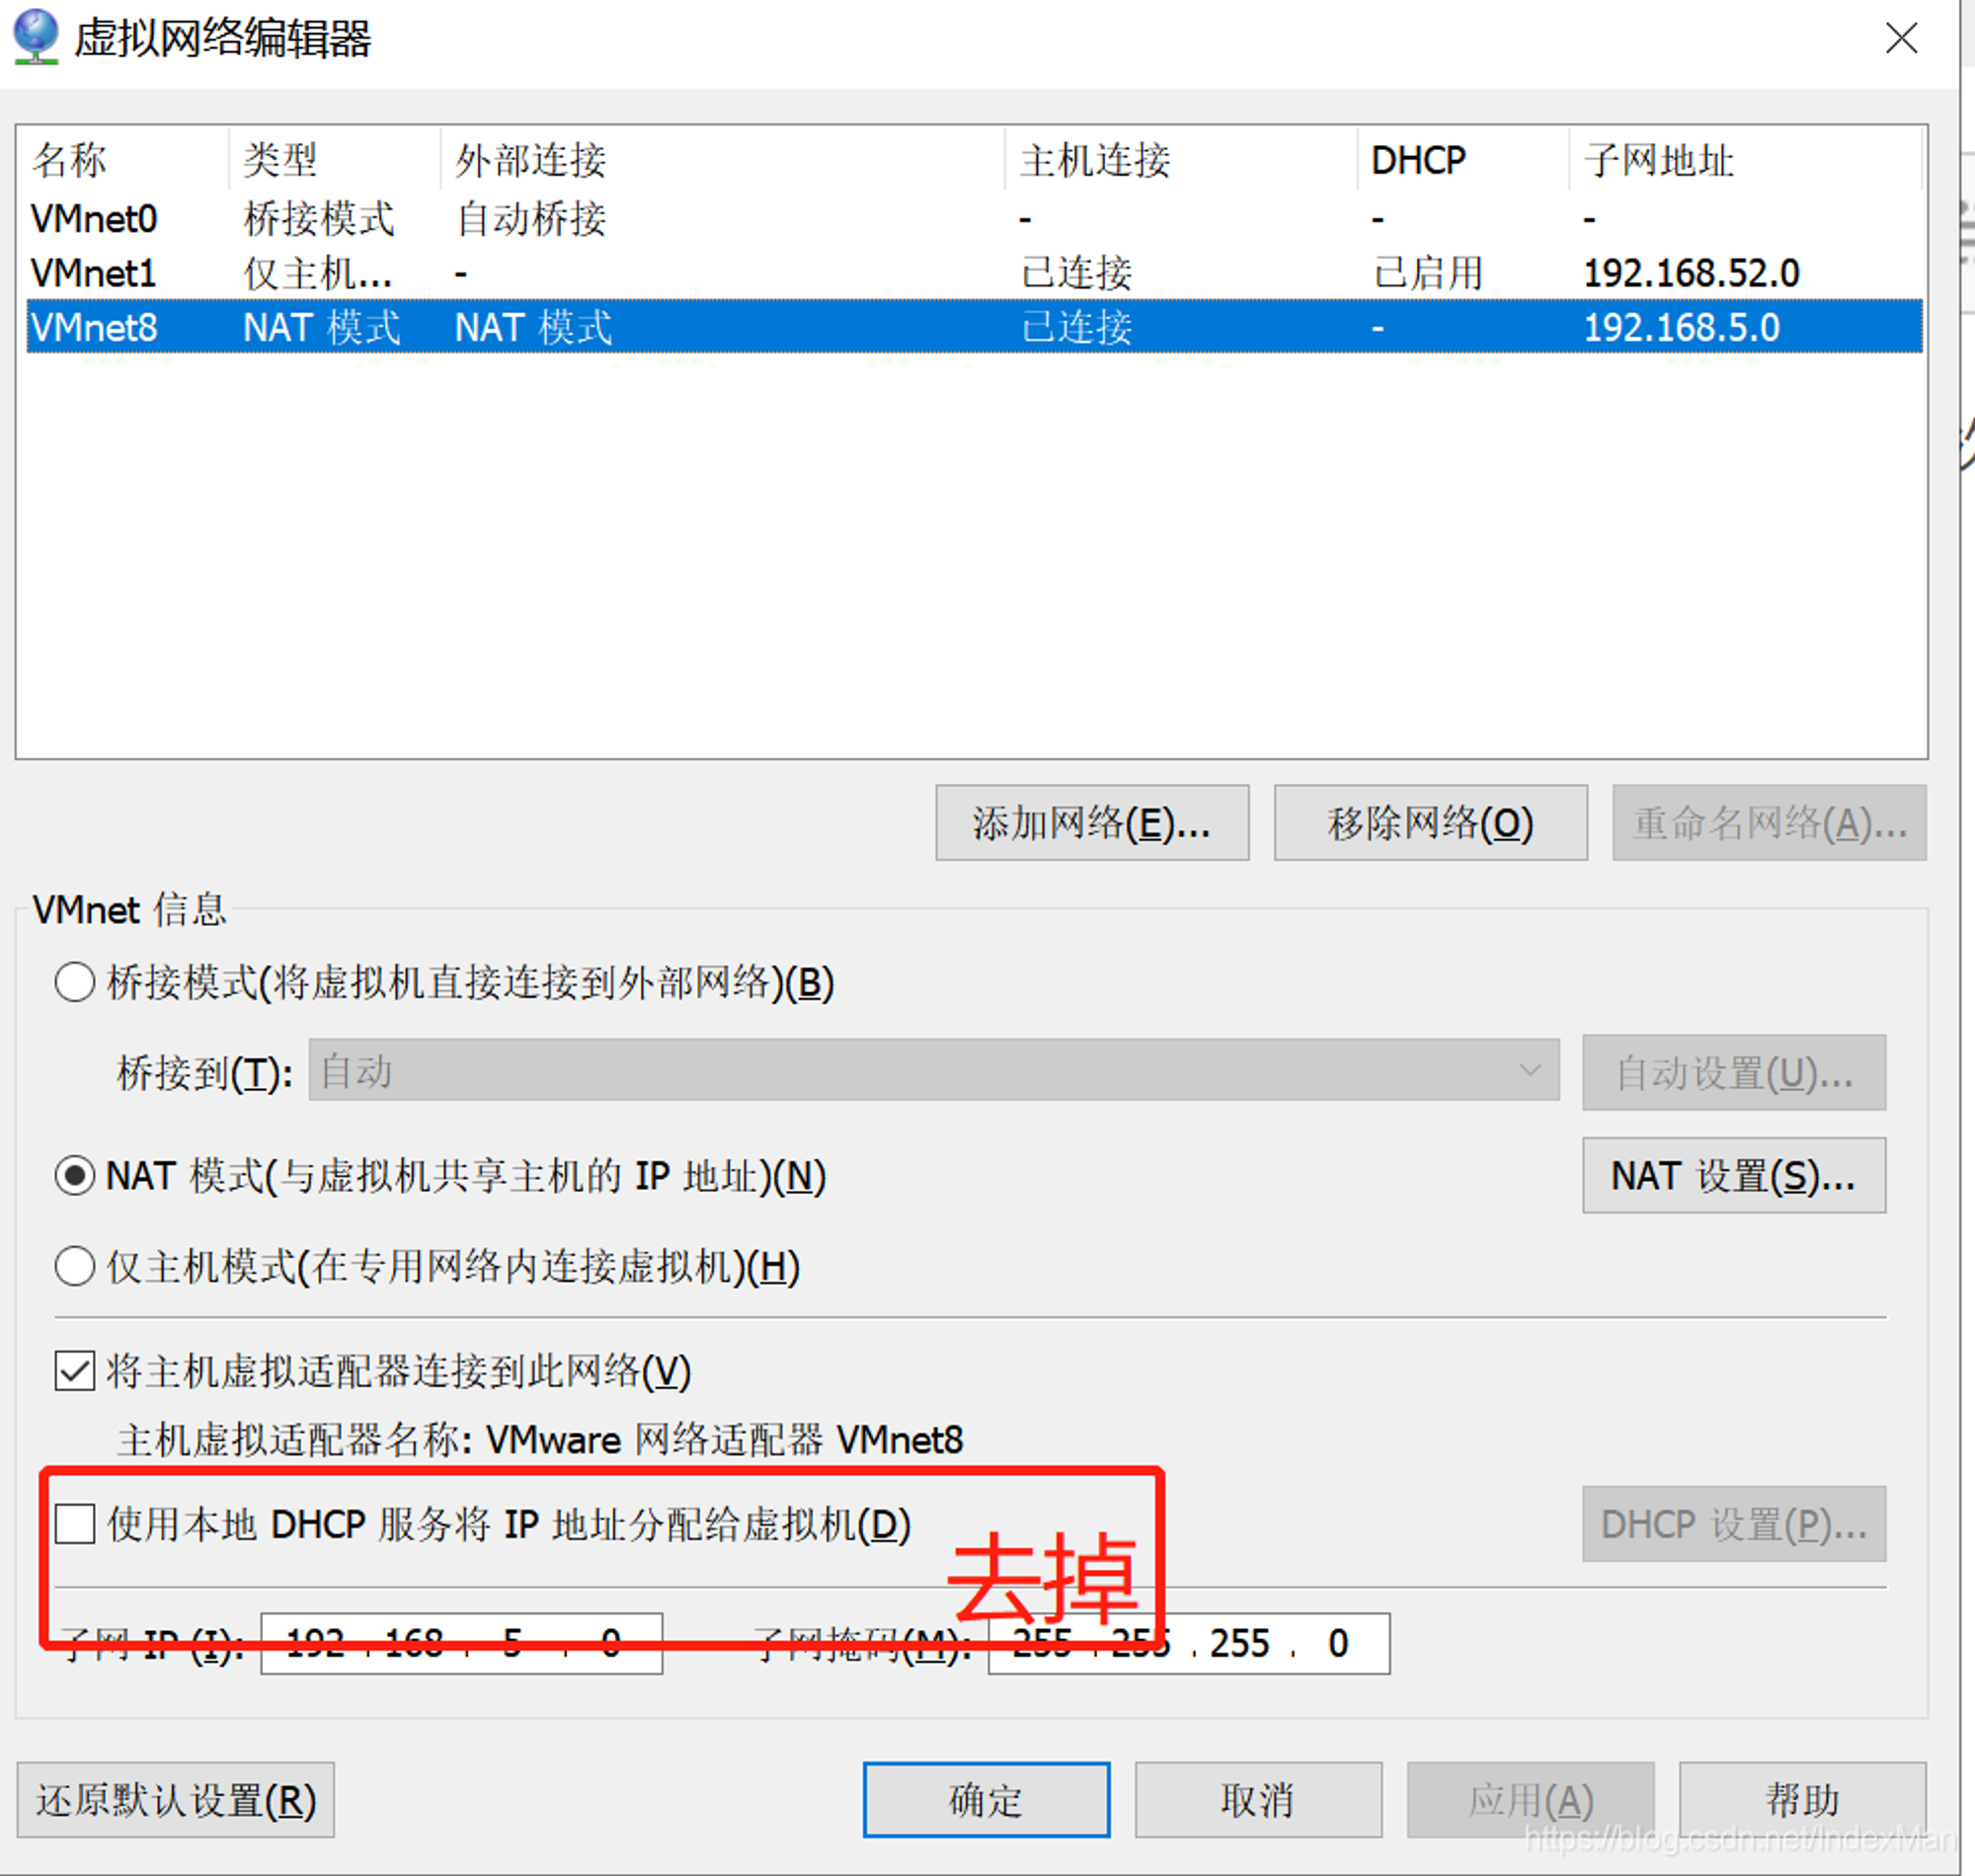 虚拟网络编辑器
名称 类型 外部连接 主机连接 DHCP 子网地址
VMnet0 桥接模式 自动桥接 - - -
VMnet1 仅主机... - 已连接 已启用 192.168.52.0
VMnet8 NAT 模式 NAT 模式 已连接 - 192.168.5.0
添加网络(E)... 移除网络(O) 重命名网络(A)...
VMnet 信息
桥接模式(将虚拟机直接连接到外部网络)(B)
桥接到(T): 自动 自动设置(U)...
NAT 模式(与虚拟机共享主机的 IP 地址)(N) NAT 设置(S)...
仅主机模式(在专用网络内连接虚拟机)(H)
将主机虚拟适配器连接到此网络(V)
主机虚拟适配器名称: VMware 网络适配器 VMnet8
使用本地 DHCP 服务将 IP 地址分配给虚拟机(D) DHCP 设置(P)...
去掉
子网 IP (I): 192 . 168 . 5 . 0 子网掩码(M): 255 . 255 . 255 . 0
还原默认设置(R) 确定 取消 应用(A) 帮助
https://blog.csdn.net/IndexMan